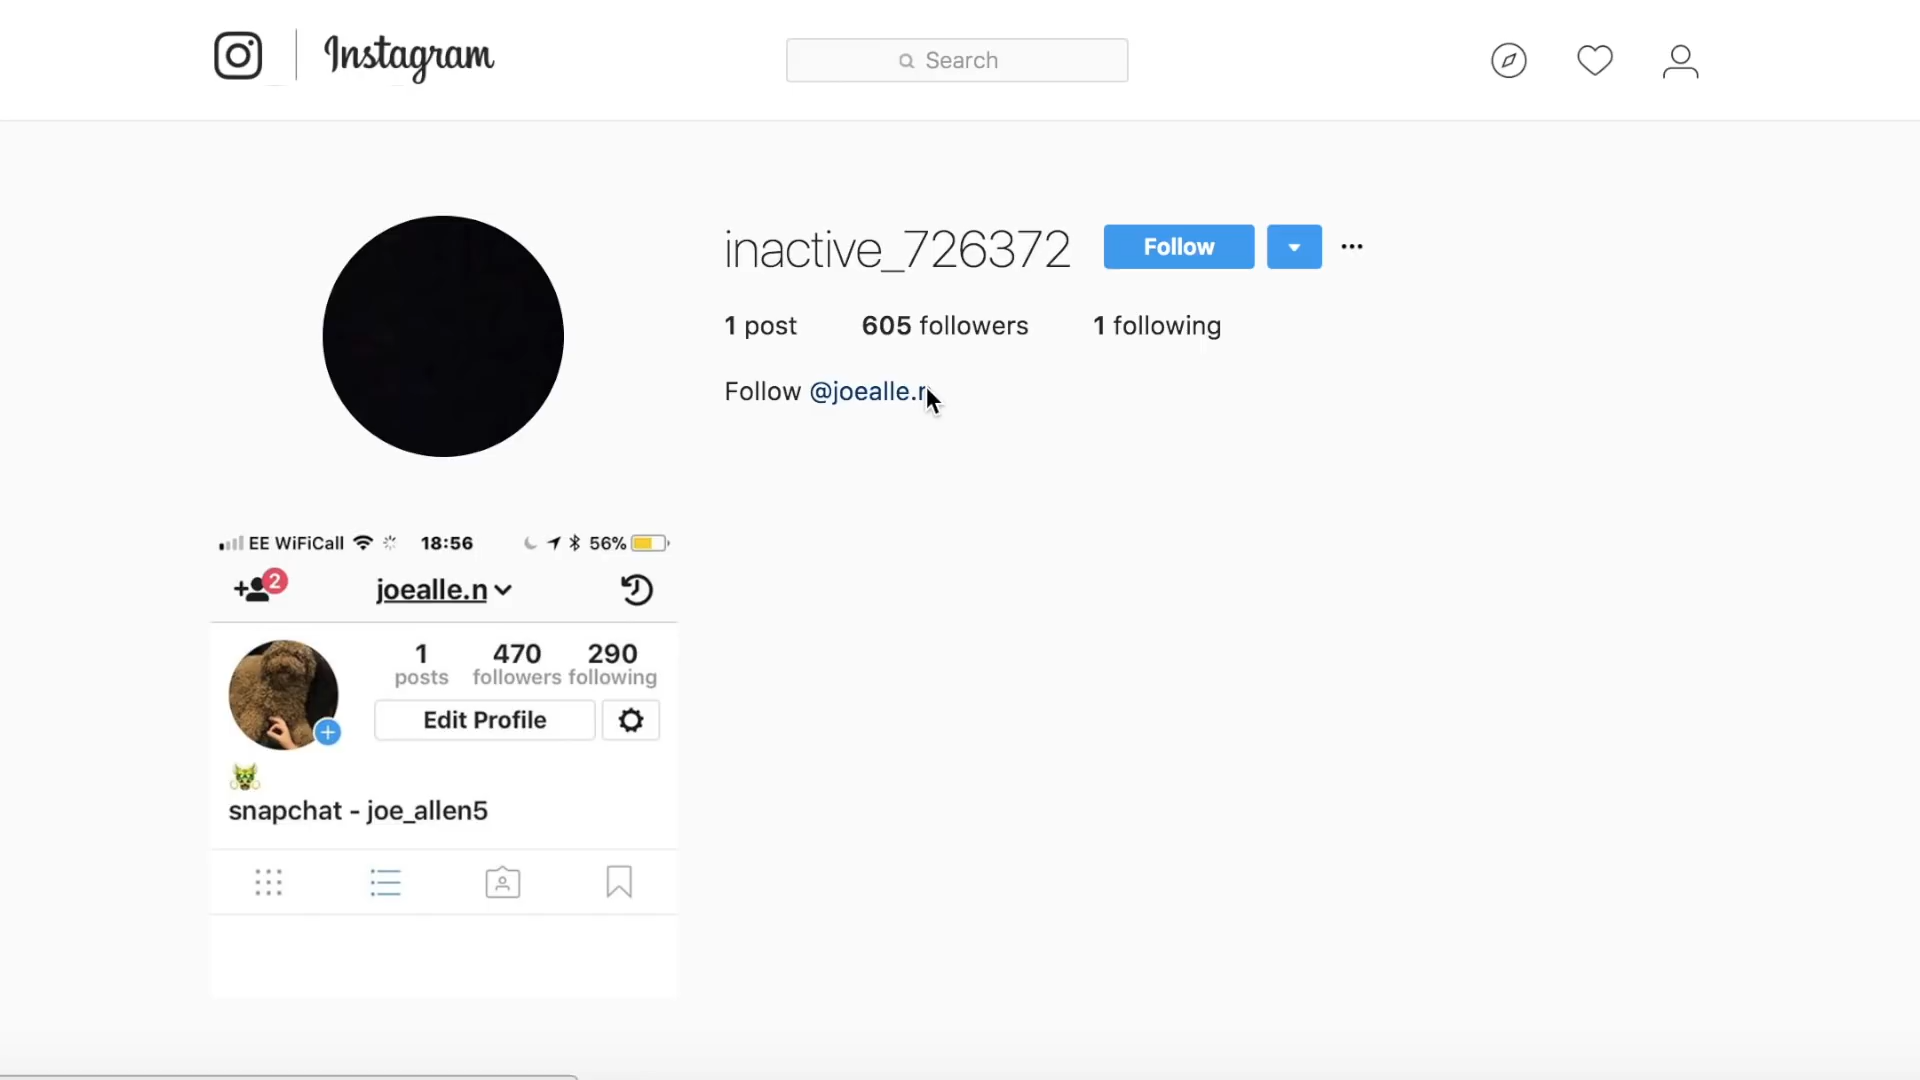 Instagram
Search
inactive_726372
Follow
1 post 605 followers 1 following
Follow @joealle.n
EE WiFiCall 18:56 56%
2
joealle.n
1 470 290
posts followers following
Edit Profile
snapchat - joe_allen5